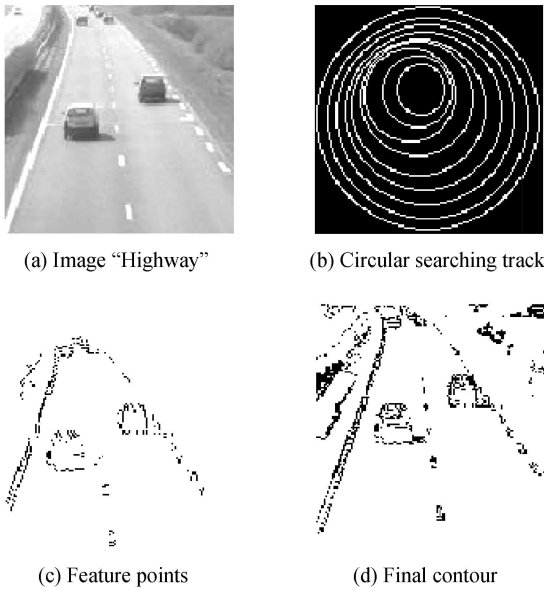 (a) Image “Highway”
(b) Circular searching track
(c) Feature points
(d) Final contour